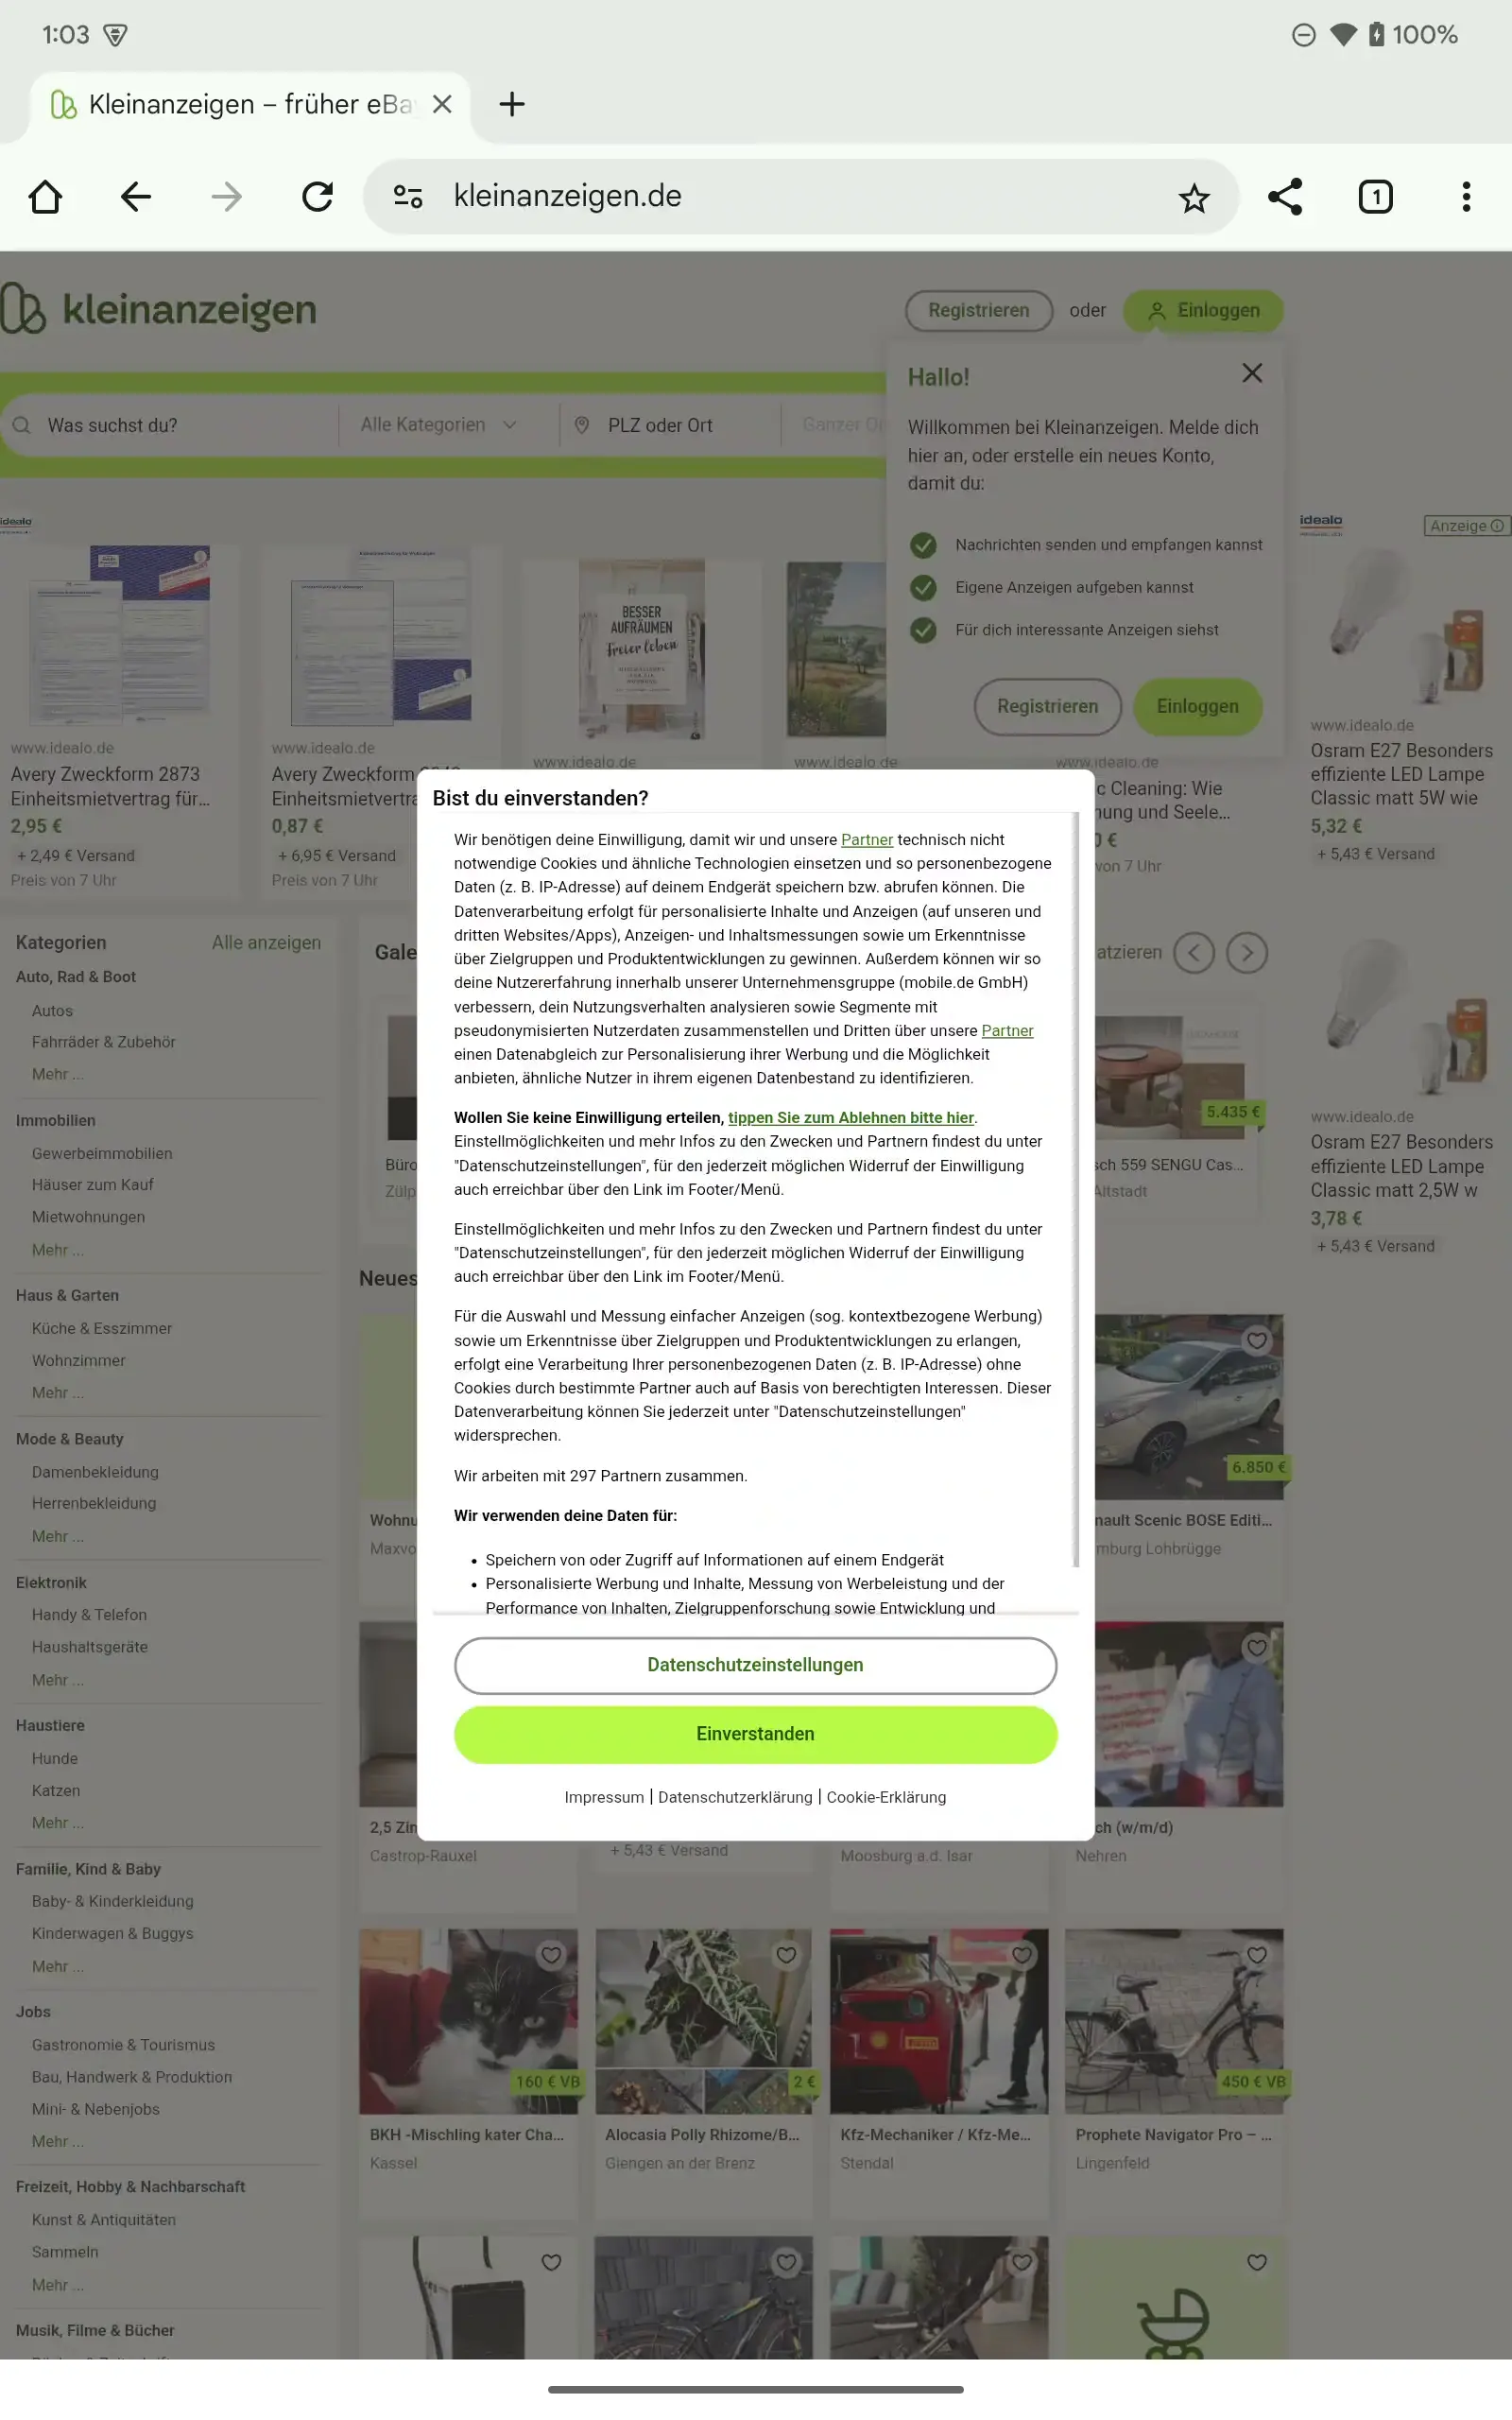 1:03
100%
Kleinanzeigen – früher eBa
kleinanzeigen.de
1
kleinanzeigen
Registrieren oder Einloggen
Hallo!
Willkommen bei Kleinanzeigen. Melde dich
hier an, oder erstelle ein neues Konto,
damit du:
Nachrichten senden und empfangen kannst
Eigene Anzeigen aufgeben kannst
Für dich interessante Anzeigen siehst
Registrieren Einloggen
Was suchst du? Alle Kategorien PLZ oder Ort Ganzer
idealo
idealo
Anzeige
BESSER
AUFRÄUMEN
freier leben
www.idealo.de
Avery Zweckform 2873
Einheitsmietvertrag für...
2,95 €
+ 2,49 € Versand
Preis von 7 Uhr
www.idealo.de
Avery Zweckform
Einheitsmietvertra
0,87 €
+ 6,95 € Versand
Preis von 7 Uhr
www.idealo.de
www.idealo.de
www.idealo.de
c Cleaning: Wie
nung und Seele...
0 €
von 7 Uhr
www.idealo.de
Osram E27 Besonders
effiziente LED Lampe
Classic matt 5W wie
5,32 €
+ 5,43 € Versand
www.idealo.de
Osram E27 Besonders
effiziente LED Lampe
Classic matt 2,5W w
3,78 €
+ 5,43 € Versand
Bist du einverstanden?
Wir benötigen deine Einwilligung, damit wir und unsere Partner technisch nicht
notwendige Cookies und ähnliche Technologien einsetzen und so personenbezogene
Daten (z. B. IP-Adresse) auf deinem Endgerät speichern bzw. abrufen können. Die
Datenverarbeitung erfolgt für personalisierte Inhalte und Anzeigen (auf unseren und
dritten Websites/Apps), Anzeigen- und Inhaltsmessungen sowie um Erkenntnisse
über Zielgruppen und Produktentwicklungen zu gewinnen. Außerdem können wir so
deine Nutzererfahrung innerhalb unserer Unternehmensgruppe (mobile.de GmbH)
verbessern, dein Nutzungsverhalten analysieren sowie Segmente mit
pseudonymisierten Nutzerdaten zusammenstellen und Dritten über unsere Partner
einen Datenabgleich zur Personalisierung ihrer Werbung und die Möglichkeit
anbieten, ähnliche Nutzer in ihrem eigenen Datenbestand zu identifizieren.
Wollen Sie keine Einwilligung erteilen, tippen Sie zum Ablehnen bitte hier.
Einstellmöglichkeiten und mehr Infos zu den Zwecken und Partnern findest du unter
"Datenschutzeinstellungen", für den jederzeit möglichen Widerruf der Einwilligung
auch erreichbar über den Link im Footer/Menü.
Einstellmöglichkeiten und mehr Infos zu den Zwecken und Partnern findest du unter
"Datenschutzeinstellungen", für den jederzeit möglichen Widerruf der Einwilligung
auch erreichbar über den Link im Footer/Menü.
Für die Auswahl und Messung einfacher Anzeigen (sog. kontextbezogene Werbung)
sowie um Erkenntnisse über Zielgruppen und Produktentwicklungen zu erlangen,
erfolgt eine Verarbeitung Ihrer personenbezogenen Daten (z. B. IP-Adresse) ohne
Cookies durch bestimmte Partner auch auf Basis von berechtigten Interessen. Dieser
Datenverarbeitung können Sie jederzeit unter "Datenschutzeinstellungen"
widersprechen.
Wir arbeiten mit 297 Partnern zusammen.
Wir verwenden deine Daten für:
• Speichern von oder Zugriff auf Informationen auf einem Endgerät
• Personalisierte Werbung und Inhalte, Messung von Werbeleistung und der
Performance von Inhalten, Zielgruppenforschung sowie Entwicklung und
Datenschutzeinstellungen
Einverstanden
Impressum | Datenschutzerklärung | Cookie-Erklärung
Kategorien Alle anzeigen
Auto, Rad & Boot
Autos
Fahrräder & Zubehör
Mehr ...
Immobilien
Gewerbeimmobilien
Häuser zum Kauf
Mietwohnungen
Mehr ...
Haus & Garten
Küche & Esszimmer
Wohnzimmer
Mehr ...
Mode & Beauty
Damenbekleidung
Herrenbekleidung
Mehr ...
Elektronik
Handy & Telefon
Haushaltsgeräte
Mehr ...
Haustiere
Hunde
Katzen
Mehr ...
Familie, Kind & Baby
Baby- & Kinderkleidung
Kinderwagen & Buggys
Mehr ...
Jobs
Gastronomie & Tourismus
Bau, Handwerk & Produktion
Mini- & Nebenjobs
Mehr ...
Freizeit, Hobby & Nachbarschaft
Kunst & Antiquitäten
Sammeln
Mehr ...
Musik, Filme & Bücher
Gale
atzieren
5.435 €
Büro
Zülp
sch 559 SENGU Cas...
Altstadt
Neues
6.850 €
Wohnu
Maxvo
nault Scenic BOSE Editi...
mburg Lohbrügge
2,5 Zin
Castrop-Rauxel
+ 5,43 € Versand
Moosburg a.d. Isar
ch (w/m/d)
Nehren
160 € VB
BKH -Mischling kater Cha...
Kassel
2 €
Alocasia Polly Rhizome/B...
Giengen an der Brenz
Kfz-Mechaniker / Kfz-Me...
Stendal
450 € VB
Prophete Navigator Pro – ...
Lingenfeld